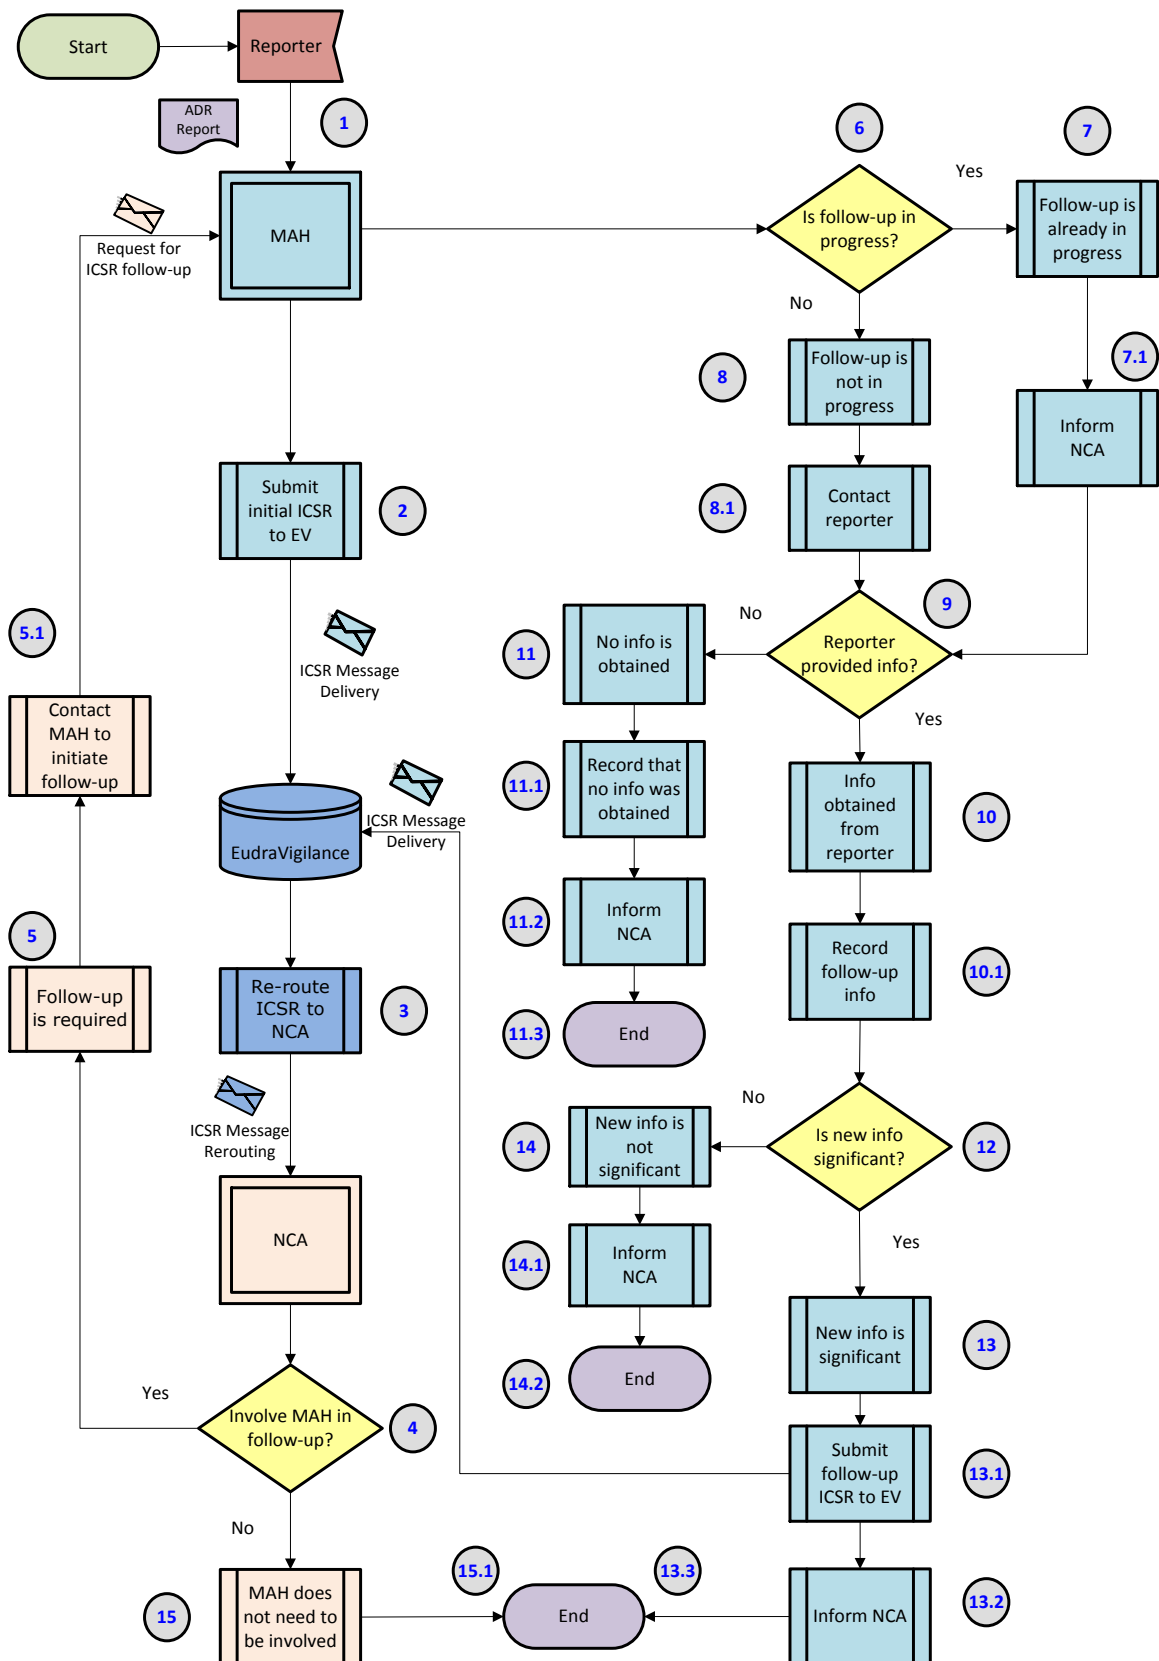 Start
Reporter
ADR
Report
1
6
7
Yes
MAH
Is follow-up in
progress?
Follow-up is
already in
progress
Request for
ICSR follow-up
No
7.1
8
Follow-up is
not in
progress
Inform
NCA
Submit
initial ICSR
to EV
2
8.1
Contact
reporter
9
No
5.1
11
No info is
obtained
Reporter
provided info?
ICSR Message
Delivery
Yes
Contact
MAH to
initiate
follow-up
11.1
Record that
no info was
obtained
Info
obtained
from
reporter
10
ICSR Message
Delivery
EudraVigilance
11.2
Inform
NCA
5
Record
follow-up
info
10.1
Follow-up
is required
Re-route
ICSR to
NCA
3
11.3
End
No
ICSR Message
Rerouting
14
New info is
not
significant
Is new info
significant?
12
NCA
Yes
14.1
Inform
NCA
New info is
significant
13
14.2
End
Yes
Involve MAH in
follow-up?
4
Submit
follow-up
ICSR to EV
13.1
No
15.1
13.3
15
MAH does
not need to
be involved
End
Inform NCA
13.2